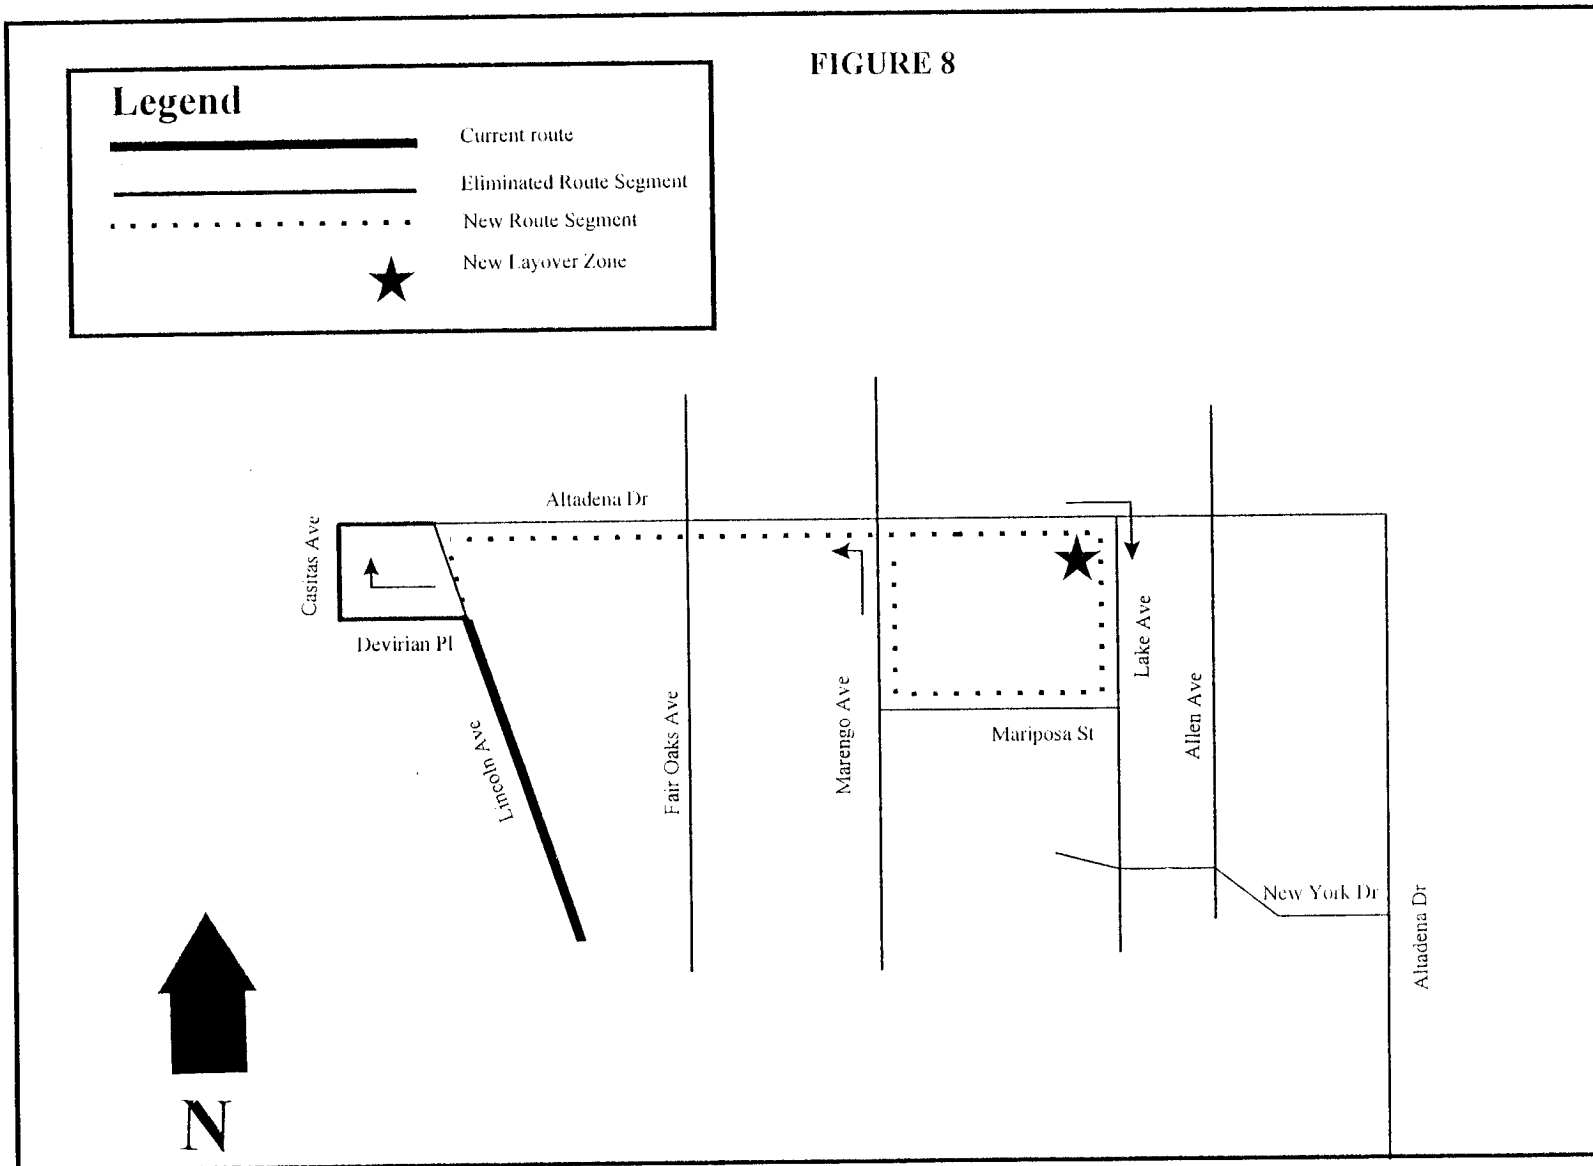 FIGURE 8
Legend
Current route
Eliminated Route Segment
New Route Segment
New Layover Zone
Altadena Dr
Casitas Ave
Devirian Pl
Lincoln Ave
Fair Oaks Ave
Marengo Ave
Mariposa St
Lake Ave
Allen Ave
New York Dr
Altadena Dr
N